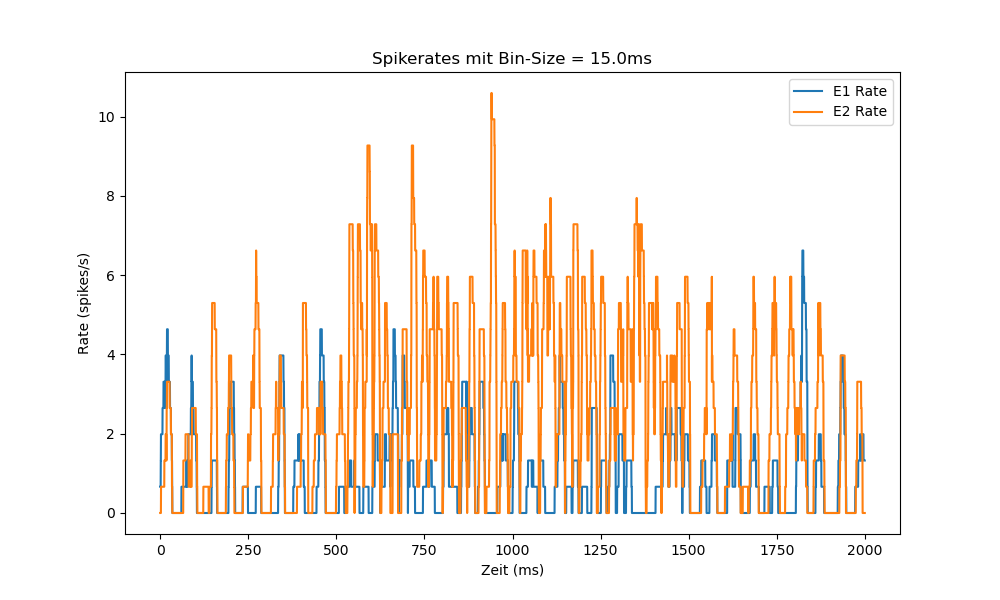 Spikerates mit Bin-Size = 15.0ms
E1 Rate
E2 Rate
Rate (spikes/s)
10
8
6
4
2
0
0 250 500 750 1000 1250 1500 1750 2000
Zeit (ms)